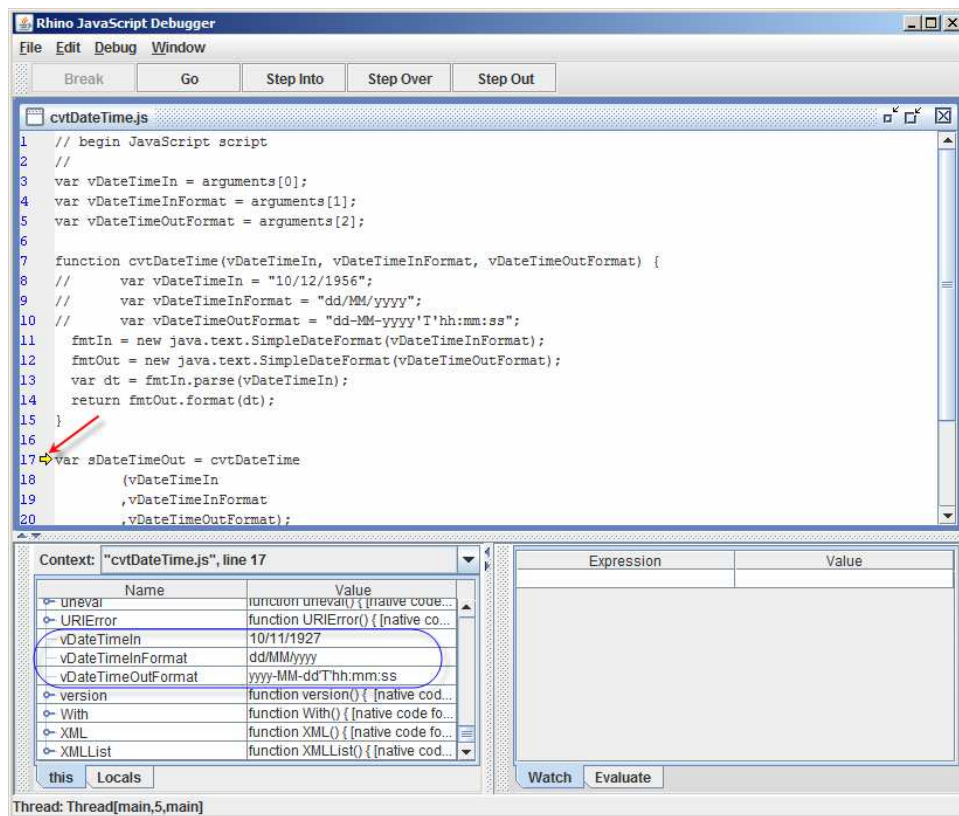 Rhino JavaScript Debugger
File Edit Debug Window
Break Go Step Into Step Over Step Out
cvtDateTime.js
1 // begin JavaScript script
2 //
3 var vDateTimeIn = arguments[0];
4 var vDateTimeInFormat = arguments[1];
5 var vDateTimeOutFormat = arguments[2];
6
7 function cvtDateTime(vDateTimeIn, vDateTimeInFormat, vDateTimeOutFormat) {
8 // var vDateTimeIn = "10/12/1956";
9 // var vDateTimeInFormat = "dd/MM/yyyy";
10 // var vDateTimeOutFormat = "dd-MM-yyyy'T'hh:mm:ss";
11 fmtIn = new java.text.SimpleDateFormat(vDateTimeInFormat);
12 fmtOut = new java.text.SimpleDateFormat(vDateTimeOutFormat);
13 var dt = fmtIn.parse(vDateTimeIn);
14 return fmtOut.format(dt);
15 }
16
17 var sDateTimeOut = cvtDateTime
18 (vDateTimeIn
19 ,vDateTimeInFormat
20 ,vDateTimeOutFormat);
Context: "cvtDateTime.js", line 17
Name Value
uneval function uneval() { [native code...
URIError function URIError() { [native co...
vDateTimeIn 10/11/1927
vDateTimeInFormat dd/MM/yyyy
vDateTimeOutFormat yyyy-MM-dd'T'hh:mm:ss
version function version() { [native cod...
With function With() { [native code fo...
XML function XML() { [native code fo...
XMLList function XMLList() { [native cod...
this Locals
Expression Value
Watch Evaluate
Thread: Thread[main,5,main]